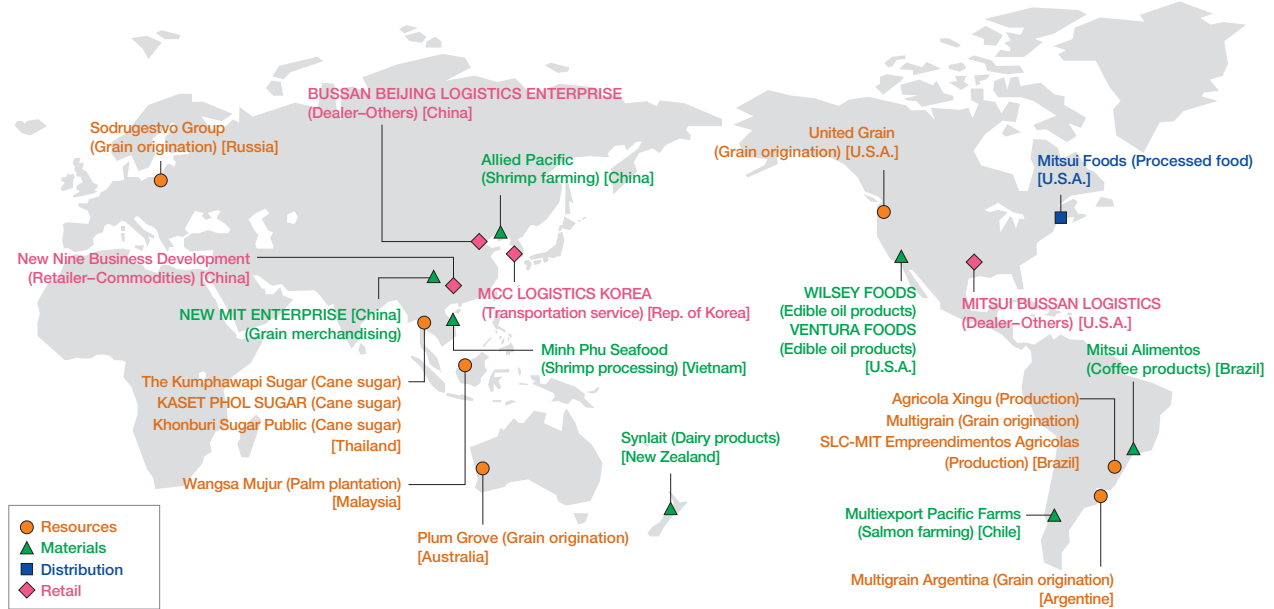 BUSSAN BEIJING LOGISTICS ENTERPRISE
(Dealer–Others) [China]
Sodrugestvo Group
(Grain origination) [Russia]
Allied Pacific
(Shrimp farming) [China]
United Grain
(Grain origination) [U.S.A.]
Mitsui Foods (Processed food)
[U.S.A.]
New Nine Business Development
(Retailer–Commodities) [China]
NEW MIT ENTERPRISE [China]
(Grain merchandising)
MCC LOGISTICS KOREA
(Transportation service) [Rep. of Korea]
WILSEY FOODS
(Edible oil products)
VENTURA FOODS
(Edible oil products)
[U.S.A.]
MITSUI BUSSAN LOGISTICS
(Dealer–Others) [U.S.A.]
Minh Phu Seafood
(Shrimp processing) [Vietnam]
Mitsui Alimentos
(Coffee products) [Brazil]
The Kumphawapi Sugar (Cane sugar)
KASET PHOL SUGAR (Cane sugar)
Khonburi Sugar Public (Cane sugar)
[Thailand]
Agricola Xingu (Production)
Multigrain (Grain origination)
SLC-MIT Empreendimentos Agricolas
(Production) [Brazil]
Synlait (Dairy products)
[New Zealand]
Wangsa Mujur (Palm plantation)
[Malaysia]
Plum Grove (Grain origination)
[Australia]
Multiexport Pacific Farms
(Salmon farming) [Chile]
Multigrain Argentina (Grain origination)
[Argentine]
Resources
Materials
Distribution
Retail